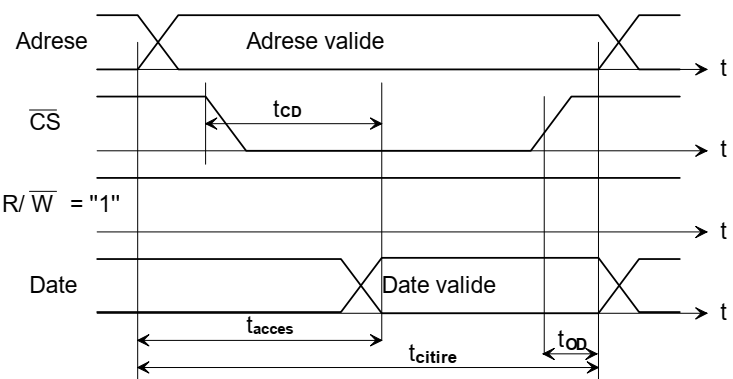 Adrese Adrese valide t
CS tCD t
R/ W = "1" t
Date Date valide t
tacces tOD
tcitire